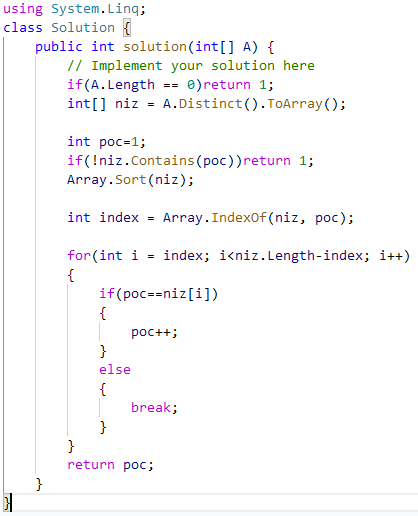 using System.Linq;
class Solution {
    public int solution(int[] A) {
        // Implement your solution here
        if(A.Length == 0)return 1;
        int[] niz = A.Distinct().ToArray();

        int poc=1;
        if(!niz.Contains(poc))return 1;
        Array.Sort(niz);

        int index = Array.IndexOf(niz, poc);

        for(int i = index; i<niz.Length-index; i++)
        {
            if(poc==niz[i])
            {
                poc++;
            }
            else
            {
                break;
            }
        }
        return poc;
    }
}